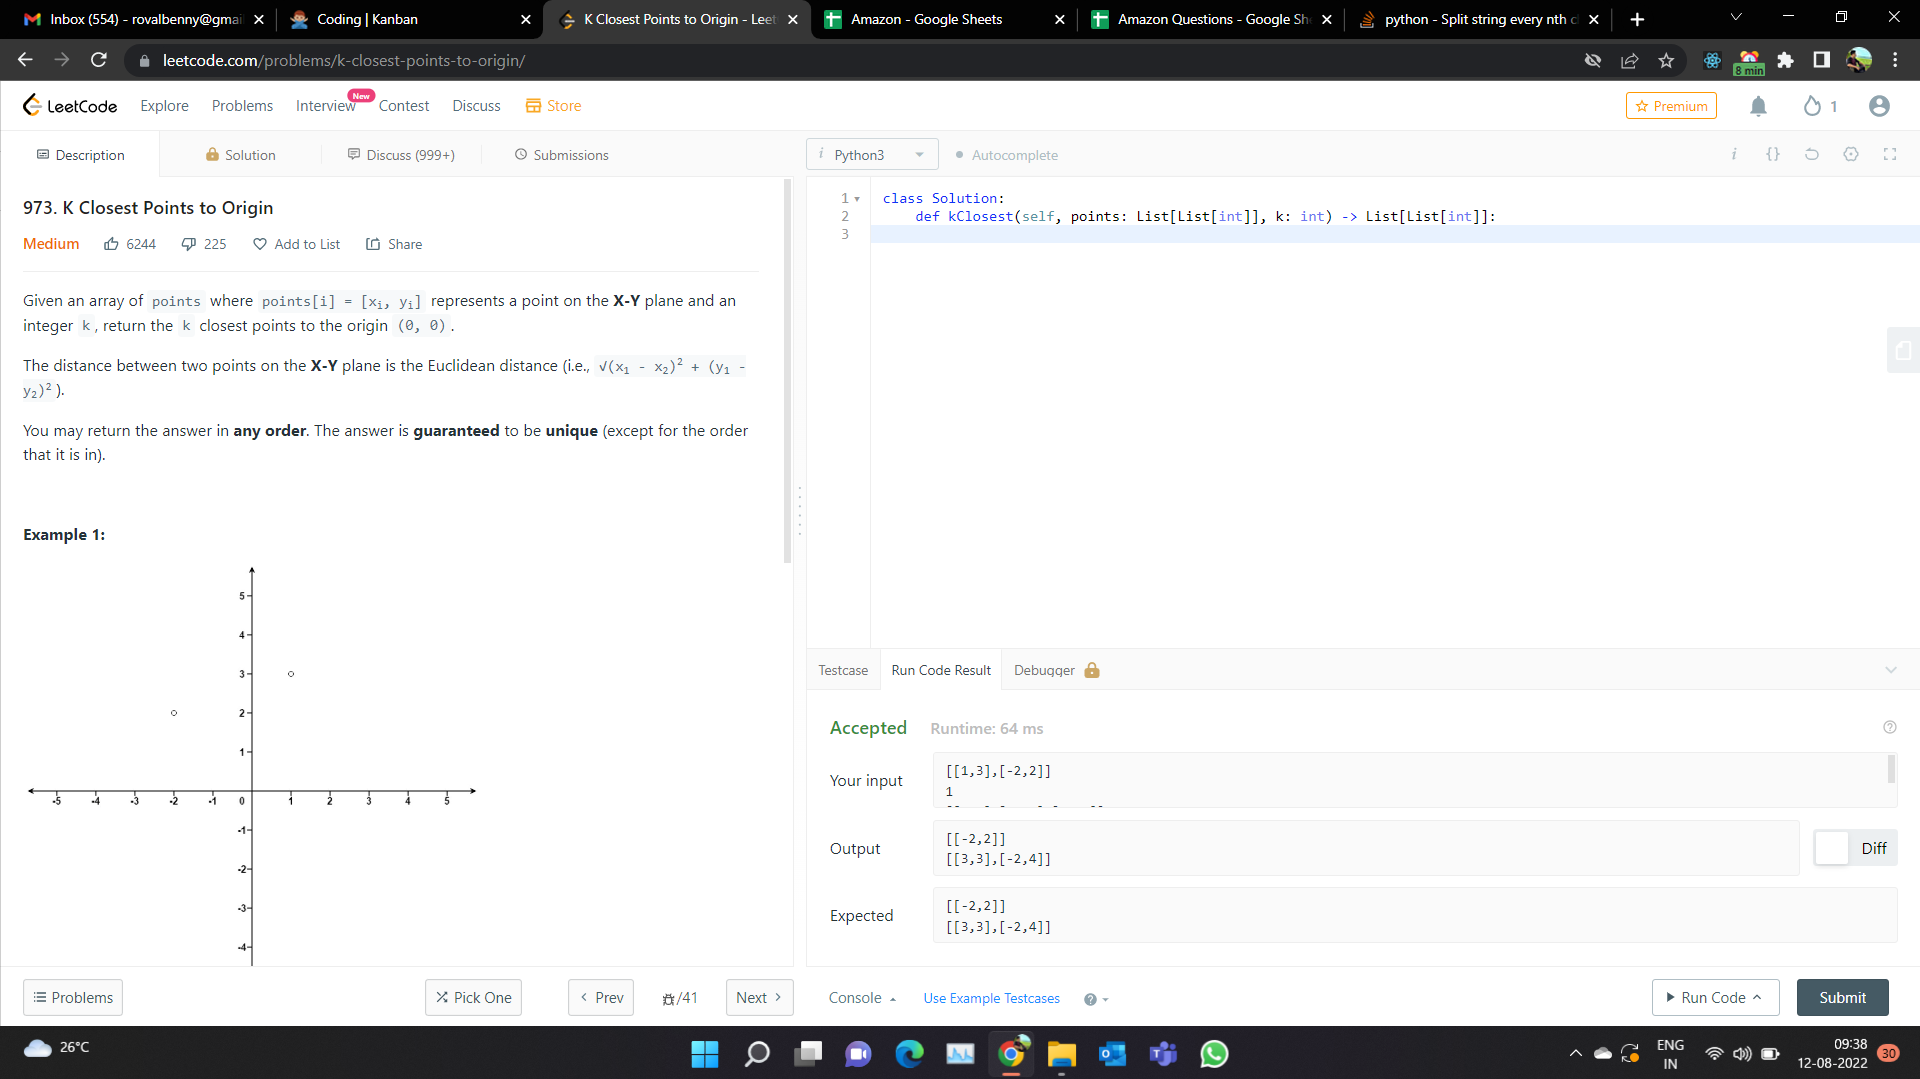 Inbox (554) - rovalbenny@gmai
Coding | Kanban
K Closest Points to Origin - Leet
Amazon - Google Sheets
Amazon Questions - Google Sh
python - Split string every nth c
leetcode.com/problems/k-closest-points-to-origin/
8 min
LeetCode
Explore
Problems
Interview
New
Contest
Discuss
Store
Premium
1
Description
Solution
Discuss (999+)
Submissions
i Python3
Autocomplete
i {}
973. K Closest Points to Origin
Medium
6244
225
Add to List
Share
Given an array of points where points[i] = [xᵢ, yᵢ] represents a point on the X-Y plane and an
integer k, return the k closest points to the origin (0, 0).
The distance between two points on the X-Y plane is the Euclidean distance (i.e., √(x₁ - x₂)² + (y₁ -
y₂)²).
You may return the answer in any order. The answer is guaranteed to be unique (except for the order
that it is in).
Example 1:
5
4
3
2
1
-5 -4 -3 -2 -1 0 1 2 3 4 5
-1
-2
-3
-4
1 class Solution:
2 def kClosest(self, points: List[List[int]], k: int) -> List[List[int]]:
3
Testcase
Run Code Result
Debugger
Accepted
Runtime: 64 ms
Your input
[[1,3],[-2,2]]
1
Output
[[-2,2]]
[[3,3],[-2,4]]
Diff
Expected
[[-2,2]]
[[3,3],[-2,4]]
Problems
Pick One
Prev
/41
Next
Console
Use Example Testcases
Run Code
Submit
26°C
ENG
IN
09:38
12-08-2022
30